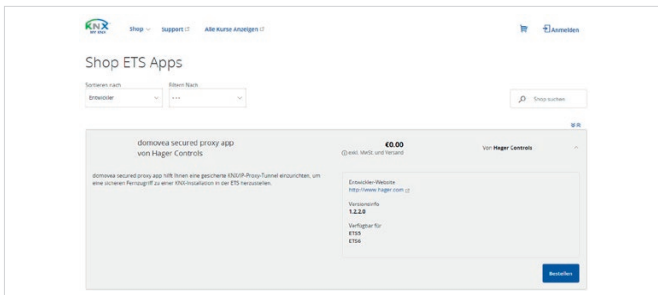 KNX
MY KNX
Shop
Support
Alle Kurse Anzeigen
Anmelden
Shop ETS Apps
Sortieren nach
Filtern Nach
Entwickler
---
Shop suchen
domovea secured proxy app
von Hager Controls
€0.00
exkl. MwSt. und Versand
Von Hager Controls
domovea secured proxy app hilft Ihnen eine gesicherte KNX/IP-Proxy-Tunnel einzurichten, um
eine sicheren Fernzugriff zu einer KNX-Installation in der ETS herzustellen.
Entwickler-Website
http://www.hager.com
Versionsinfo
1.2.2.0
Verfügbar für
ETS5
ETS6
Bestellen